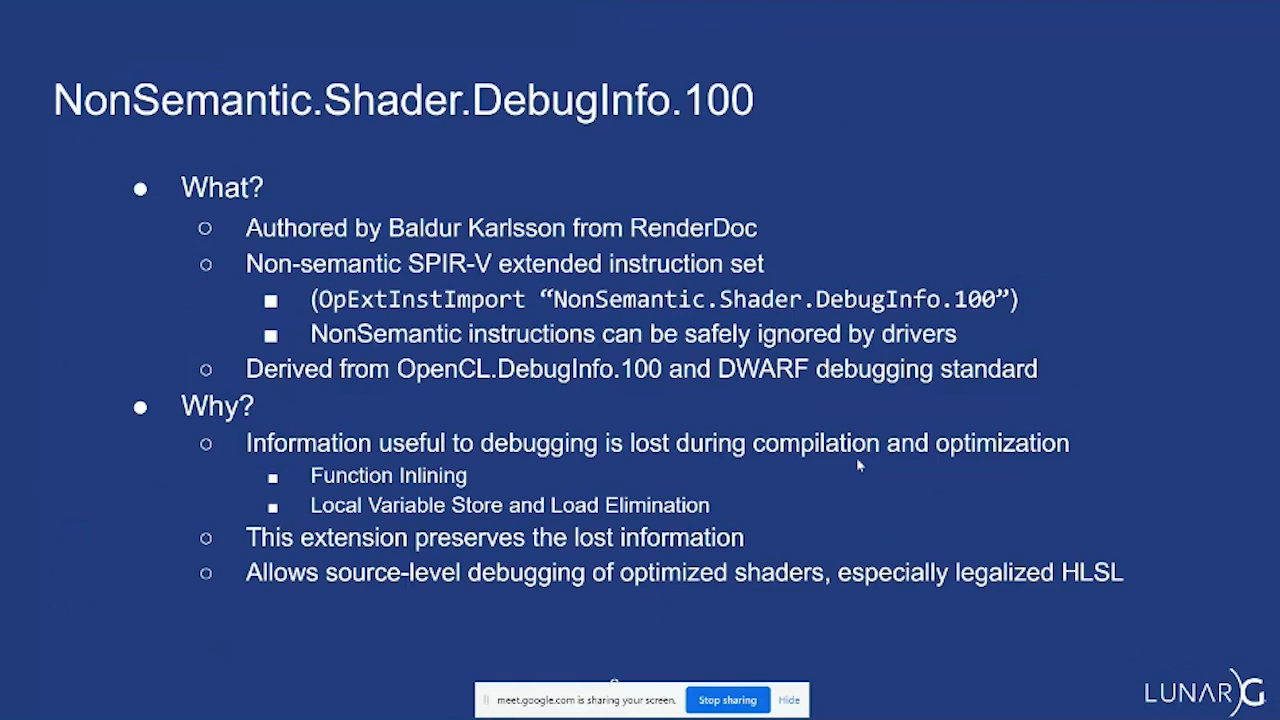 NonSemantic.Shader.DebugInfo.100
● What?
○ Authored by Baldur Karlsson from RenderDoc
○ Non-semantic SPIR-V extended instruction set
■ (OpExtInstImport “NonSemantic.Shader.DebugInfo.100”)
■ NonSemantic instructions can be safely ignored by drivers
○ Derived from OpenCL.DebugInfo.100 and DWARF debugging standard
● Why?
○ Information useful to debugging is lost during compilation and optimization
■ Function Inlining
■ Local Variable Store and Load Elimination
○ This extension preserves the lost information
○ Allows source-level debugging of optimized shaders, especially legalized HLSL
meet.google.com is sharing your screen. Stop sharing Hide
LUNARG